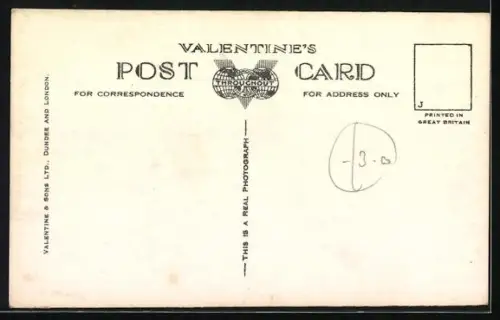 VALENTINE'S
POST CARD
THROUGHOUT
FOR CORRESPONDENCE
FOR ADDRESS ONLY
J
PRINTED IN
GREAT BRITAIN
VALENTINE & SONS LTD., DUNDEE AND LONDON.
THIS IS A REAL PHOTOGRAPH